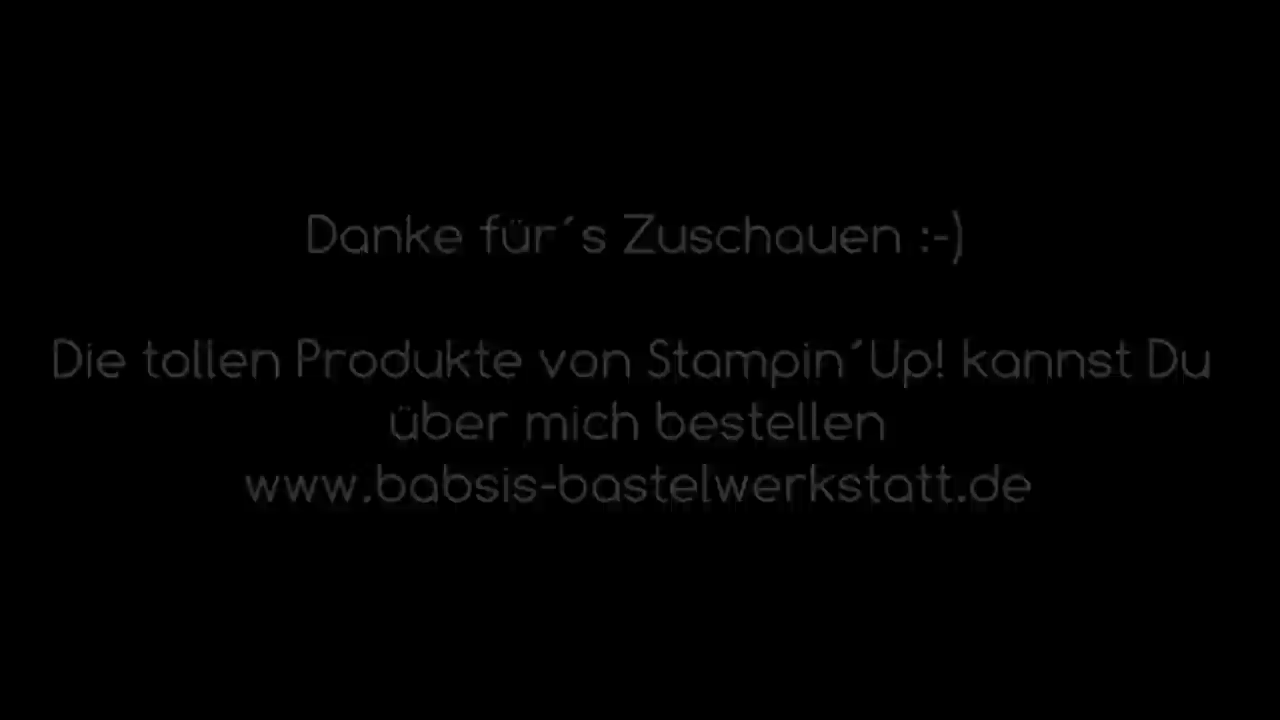 Danke für´s Zuschauen :-)
Die tollen Produkte von Stampin´Up! kannst Du
über mich bestellen
www.babsis-bastelwerkstatt.de